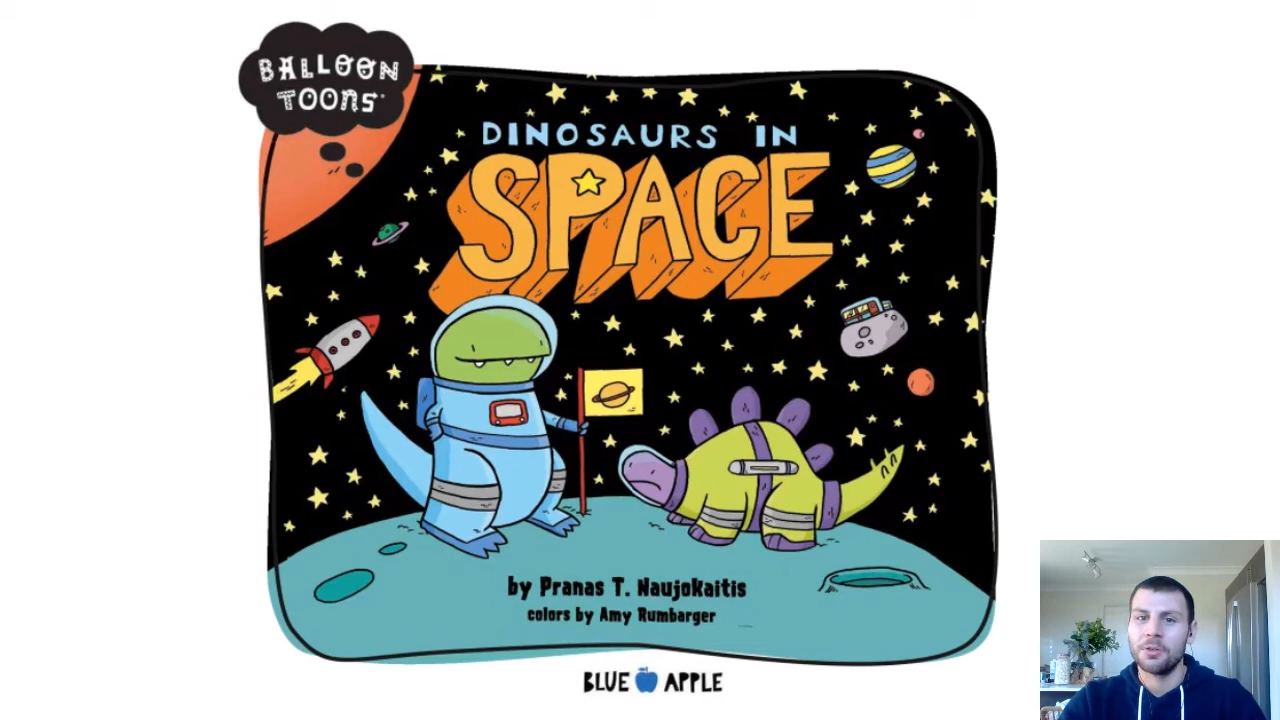 BALLOON
TOONS
DINOSAURS IN
SPACE
by Pranas T. Naujokaitis
colors by Amy Rumbarger
BLUE APPLE